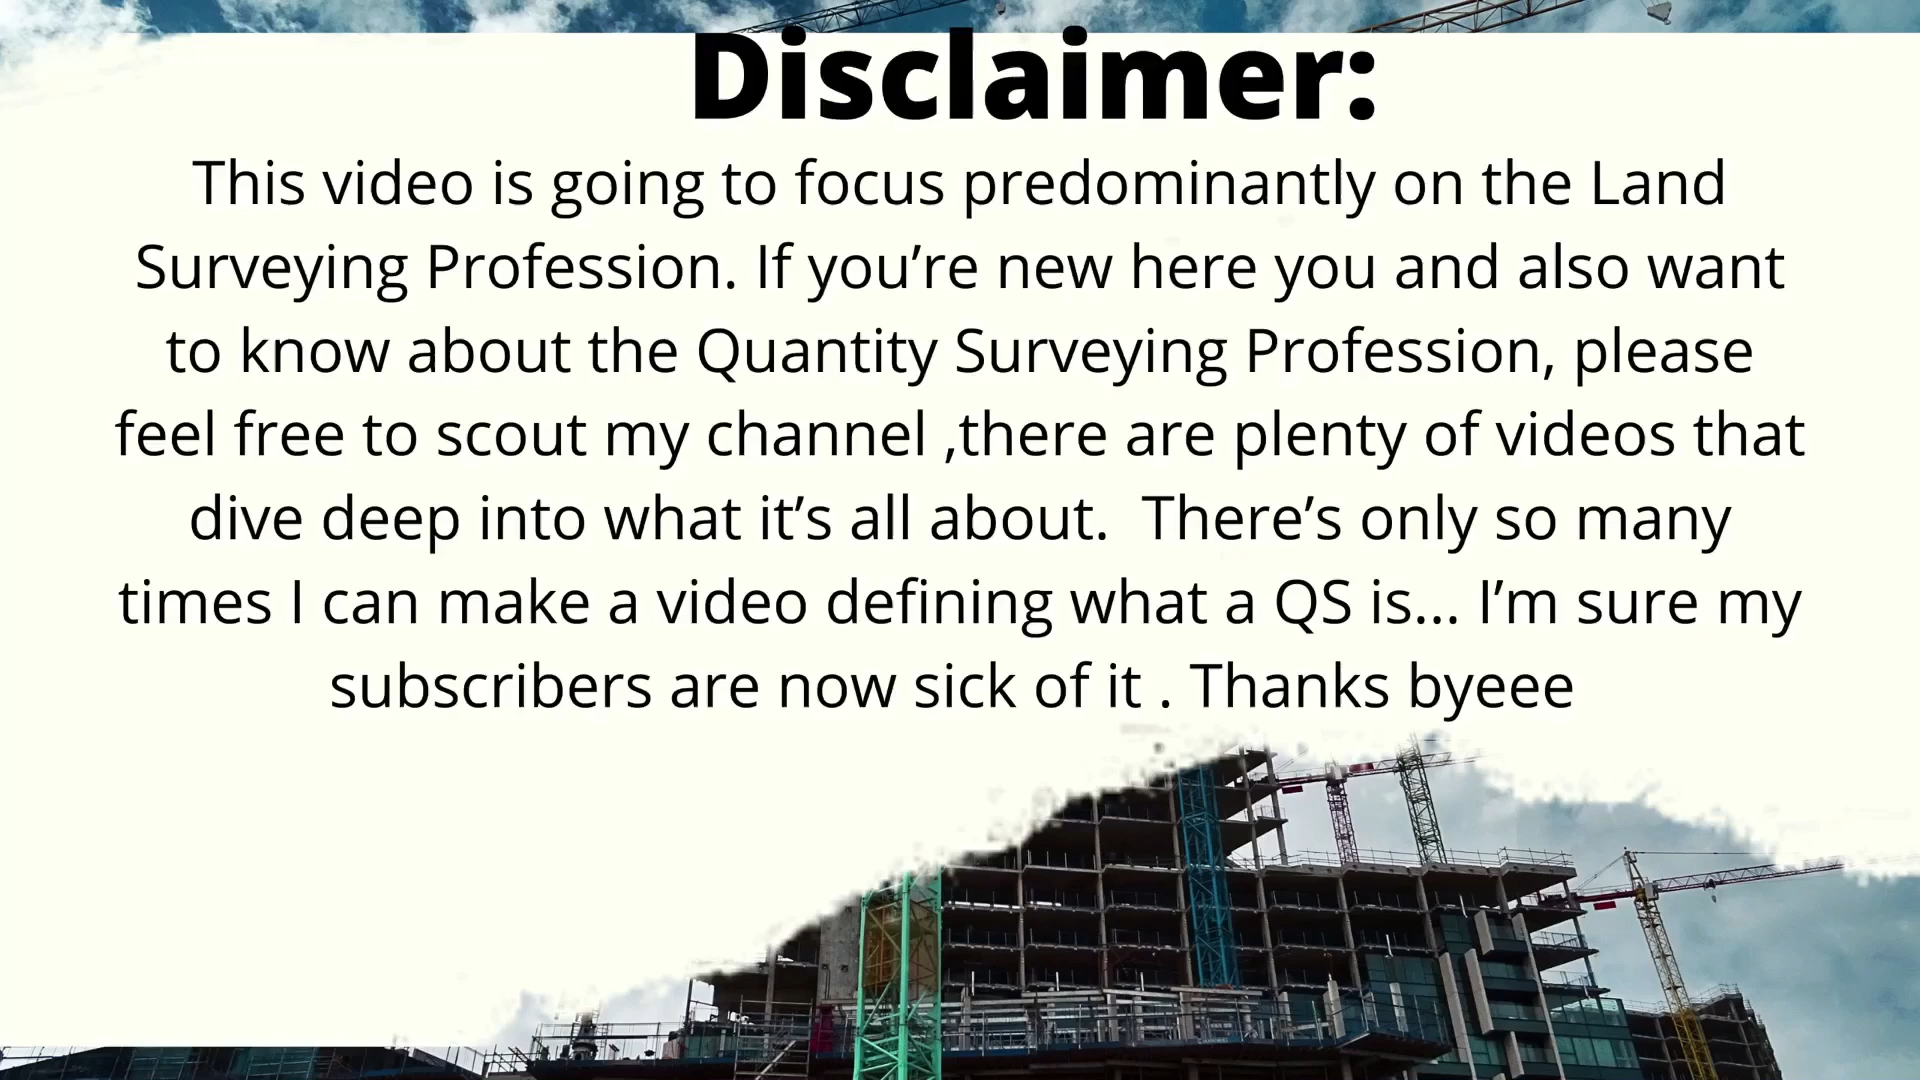 Disclaimer:
This video is going to focus predominantly on the Land
Surveying Profession. If you’re new here you and also want
to know about the Quantity Surveying Profession, please
feel free to scout my channel ,there are plenty of videos that
dive deep into what it’s all about.  There’s only so many
times I can make a video defining what a QS is... I’m sure my
subscribers are now sick of it . Thanks byeee